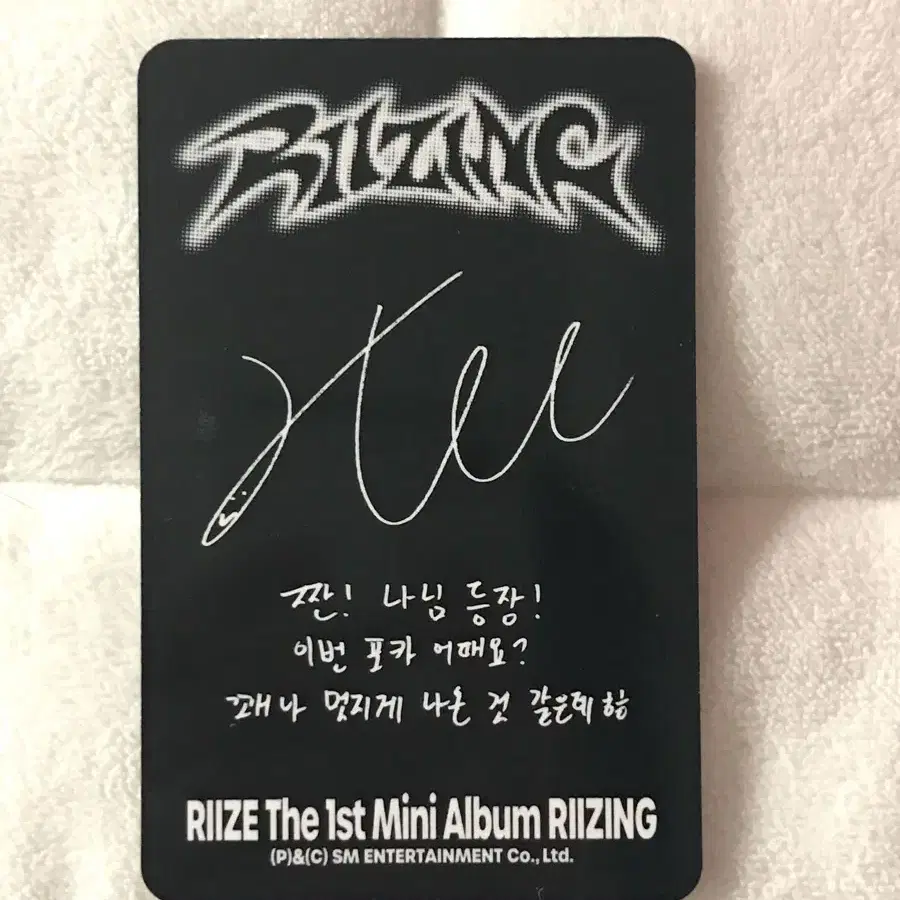 RIIZING
짠! 나님 등장!
이번 포카 어때요?
꽤나 멋지게 나온 것 같은데 흠
RIIZE The 1st Mini Album RIIZING
(P)&(C) SM ENTERTAINMENT Co., Ltd.